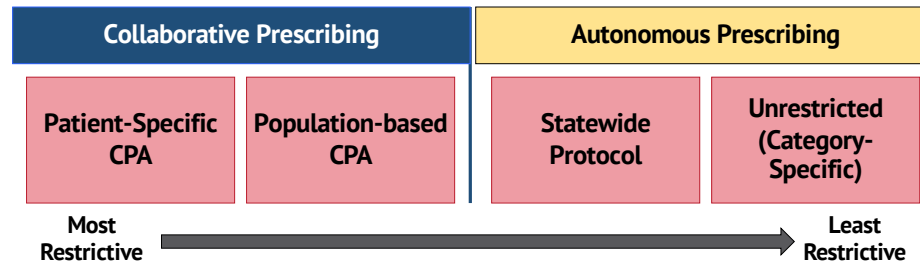 Collaborative Prescribing
Autonomous Prescribing
Patient-Specific
CPA
Population-based
CPA
Statewide
Protocol
Unrestricted
(Category-
Specific)
Most
Restrictive
Least
Restrictive